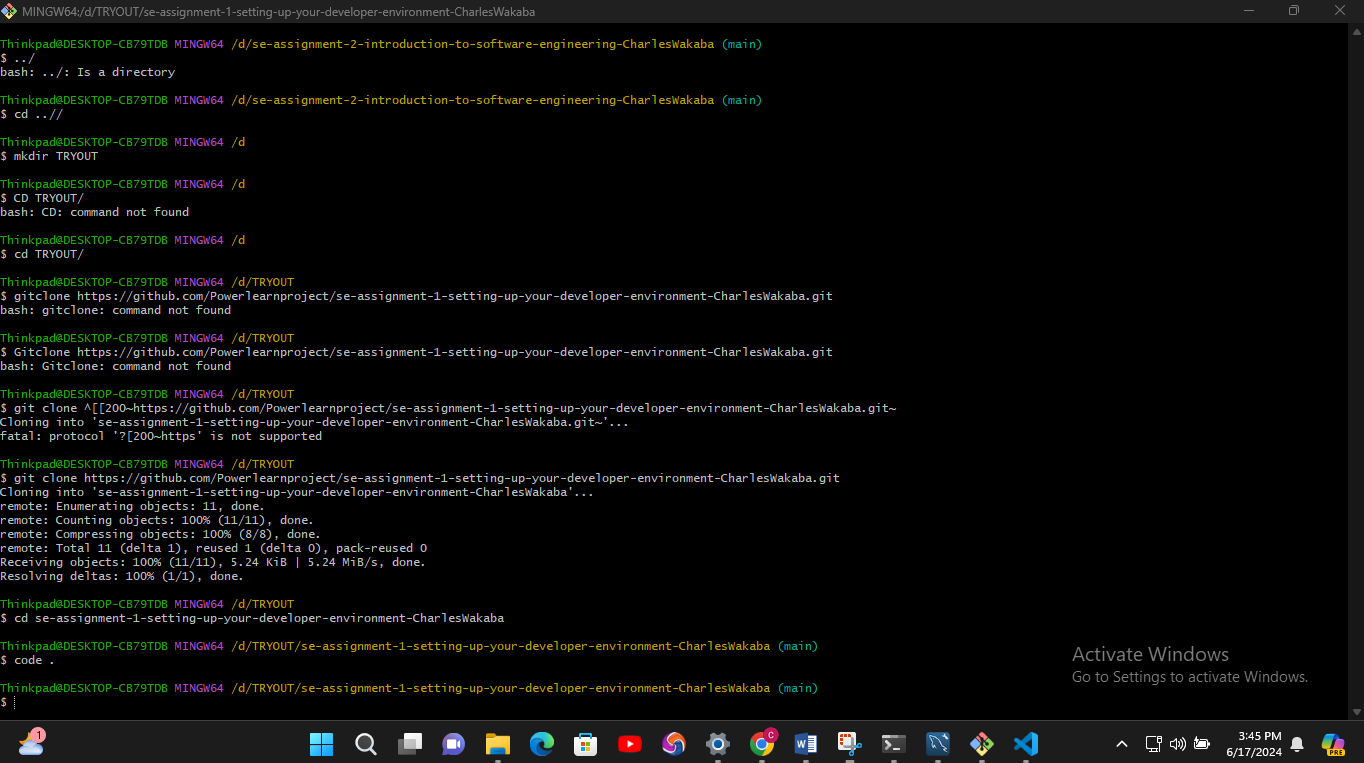 MINGW64:/d/TRYOUT/se-assignment-1-setting-up-your-developer-environment-CharlesWakaba
Thinkpad@DESKTOP-CB79TDB MINGW64 /d/se-assignment-2-introduction-to-software-engineering-CharlesWakaba (main)
$ ../
bash: ../: Is a directory
Thinkpad@DESKTOP-CB79TDB MINGW64 /d/se-assignment-2-introduction-to-software-engineering-CharlesWakaba (main)
$ cd ..//
Thinkpad@DESKTOP-CB79TDB MINGW64 /d
$ mkdir TRYOUT
Thinkpad@DESKTOP-CB79TDB MINGW64 /d
$ CD TRYOUT/
bash: CD: command not found
Thinkpad@DESKTOP-CB79TDB MINGW64 /d
$ cd TRYOUT/
Thinkpad@DESKTOP-CB79TDB MINGW64 /d/TRYOUT
$ gitclone https://github.com/Powerlearnproject/se-assignment-1-setting-up-your-developer-environment-CharlesWakaba.git
bash: gitclone: command not found
Thinkpad@DESKTOP-CB79TDB MINGW64 /d/TRYOUT
$ Gitclone https://github.com/Powerlearnproject/se-assignment-1-setting-up-your-developer-environment-CharlesWakaba.git
bash: Gitclone: command not found
Thinkpad@DESKTOP-CB79TDB MINGW64 /d/TRYOUT
$ git clone ^[[200~https://github.com/Powerlearnproject/se-assignment-1-setting-up-your-developer-environment-CharlesWakaba.git~
Cloning into 'se-assignment-1-setting-up-your-developer-environment-CharlesWakaba.git~'...
fatal: protocol '?[200~https' is not supported
Thinkpad@DESKTOP-CB79TDB MINGW64 /d/TRYOUT
$ git clone https://github.com/Powerlearnproject/se-assignment-1-setting-up-your-developer-environment-CharlesWakaba.git
Cloning into 'se-assignment-1-setting-up-your-developer-environment-CharlesWakaba'...
remote: Enumerating objects: 11, done.
remote: Counting objects: 100% (11/11), done.
remote: Compressing objects: 100% (8/8), done.
remote: Total 11 (delta 1), reused 1 (delta 0), pack-reused 0
Receiving objects: 100% (11/11), 5.24 KiB | 5.24 MiB/s, done.
Resolving deltas: 100% (1/1), done.
Thinkpad@DESKTOP-CB79TDB MINGW64 /d/TRYOUT
$ cd se-assignment-1-setting-up-your-developer-environment-CharlesWakaba
Thinkpad@DESKTOP-CB79TDB MINGW64 /d/TRYOUT/se-assignment-1-setting-up-your-developer-environment-CharlesWakaba (main)
$ code .
Thinkpad@DESKTOP-CB79TDB MINGW64 /d/TRYOUT/se-assignment-1-setting-up-your-developer-environment-CharlesWakaba (main)
$
Activate Windows
Go to Settings to activate Windows.
1
C
W
PRE
3:45 PM
6/17/2024